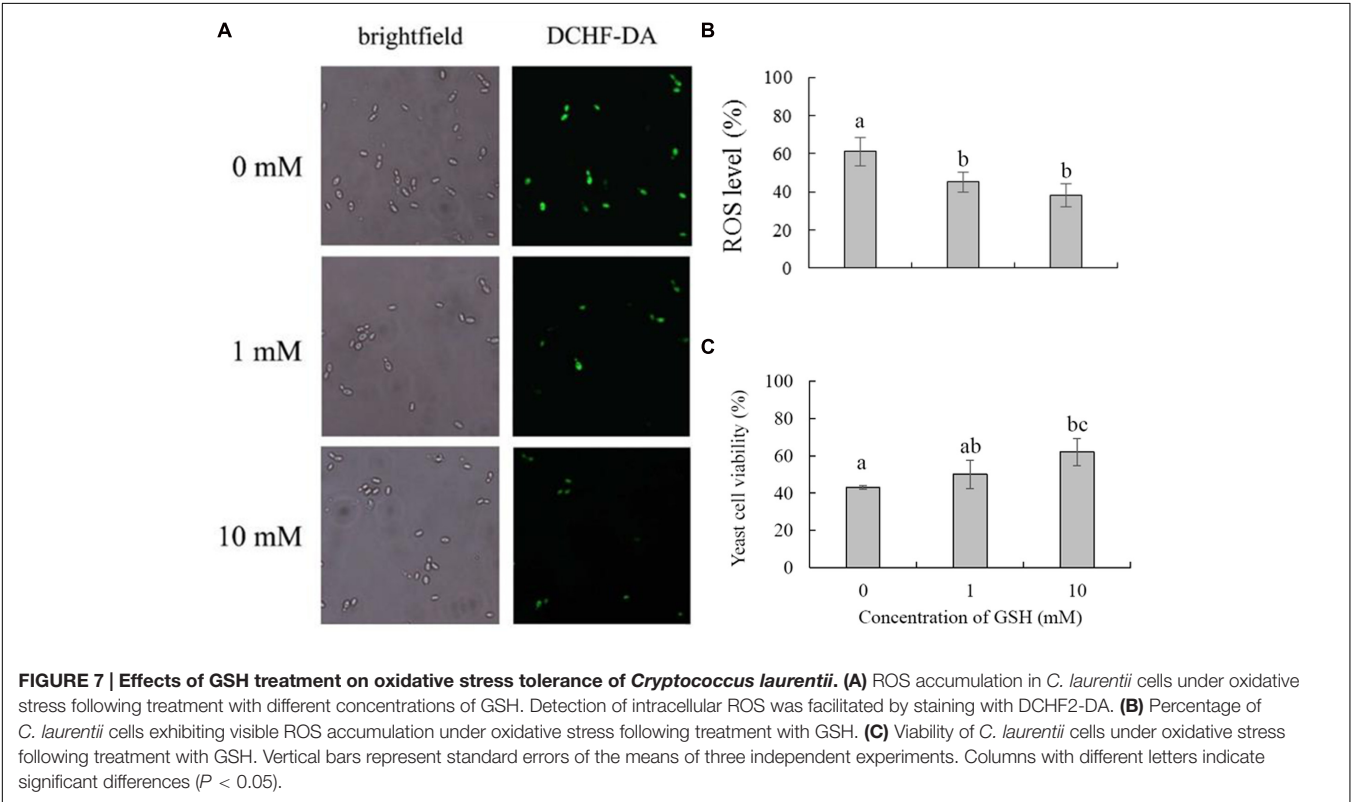 A
brightfield
DCHF-DA
0 mM
1 mM
10 mM
B
100
80
60
40
20
0
ROS level (%)
a
b
b
C
100
80
60
40
20
0
Yeast cell viability (%)
a
ab
bc
0 1 10
Concentration of GSH (mM)
FIGURE 7 | Effects of GSH treatment on oxidative stress tolerance of Cryptococcus laurentii. (A) ROS accumulation in C. laurentii cells under oxidative
stress following treatment with different concentrations of GSH. Detection of intracellular ROS was facilitated by staining with DCHF2-DA. (B) Percentage of
C. laurentii cells exhibiting visible ROS accumulation under oxidative stress following treatment with GSH. (C) Viability of C. laurentii cells under oxidative stress
following treatment with GSH. Vertical bars represent standard errors of the means of three independent experiments. Columns with different letters indicate
significant differences (P < 0.05).